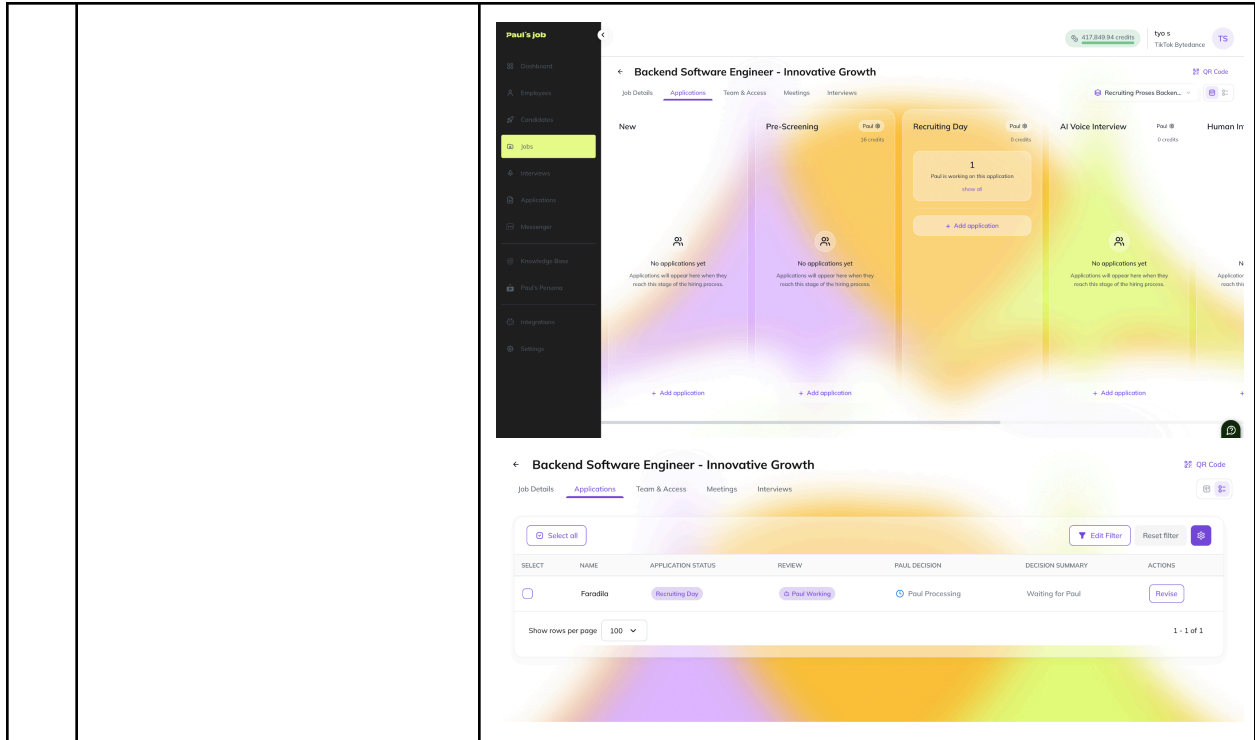 Paul's job
417,849.94 credits
tyo s
TikTok Bytedance
TS
Dashboard
Employees
Candidates
Jobs
Interviews
Applications
Messenger
Knowledge Base
Paul's Persona
Integrations
Settings
Backend Software Engineer - Innovative Growth
QR Code
Job Details Applications Team & Access Meetings Interviews
Recruiting Proses Backen...
New
No applications yet
Applications will appear here when they
reach this stage of the hiring process.
+ Add application
Pre-Screening
Paul
16 credits
No applications yet
Applications will appear here when they
reach this stage of the hiring process.
+ Add application
Recruiting Day
Paul
0 credits
1
Paul is working on this application
show all
+ Add application
AI Voice Interview
Paul
0 credits
No applications yet
Applications will appear here when they
reach this stage of the hiring process.
+ Add application
Human In
N
Application
reach thi
+
Backend Software Engineer - Innovative Growth
QR Code
Job Details Applications Team & Access Meetings Interviews
Select all
Edit Filter
Reset filter
SELECT NAME APPLICATION STATUS REVIEW PAUL DECISION DECISION SUMMARY ACTIONS
Faradila Recruiting Day Paul Working Paul Processing Waiting for Paul Revise
Show rows per page 100
1 - 1 of 1